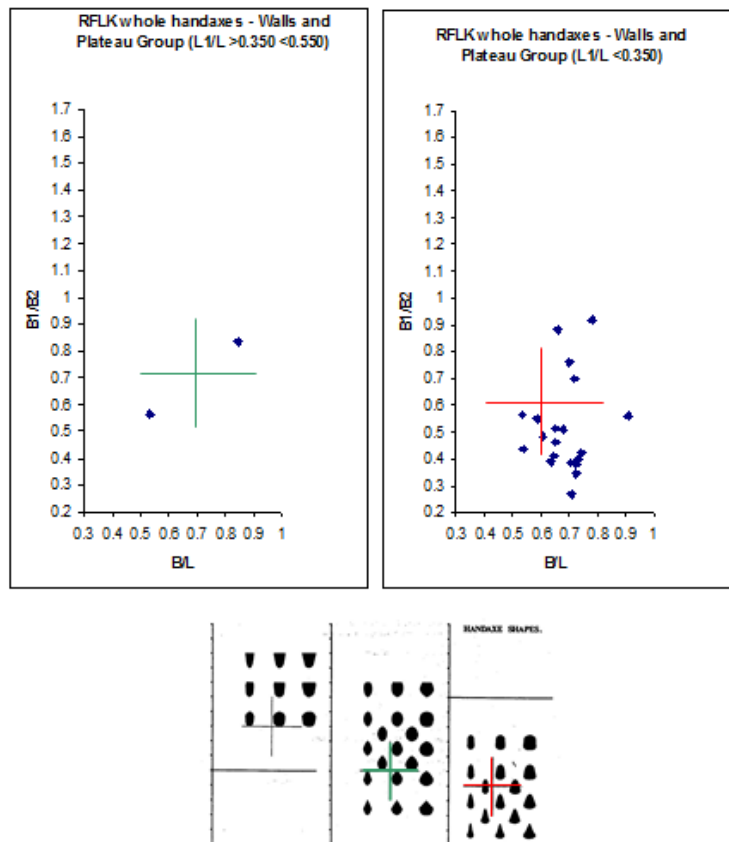 RFLK whole handaxes - Walls and
Plateau Group (L1/L >0.350 <0.550)
1.7
1.6
1.5
1.4
1.3
1.2
1.1
1
0.9
0.8
0.7
0.6
0.5
0.4
0.3
0.2
B1/B2
0.3 0.4 0.5 0.6 0.7 0.8 0.9 1
B/L
RFLK whole handaxes - Walls and
Plateau Group (L1/L <0.350)
1.7
1.6
1.5
1.4
1.3
1.2
1.1
1
0.9
0.8
0.7
0.6
0.5
0.4
0.3
0.2
B1/B2
0.3 0.4 0.5 0.6 0.7 0.8 0.9 1
B/L
HANDAXE SHAPES.